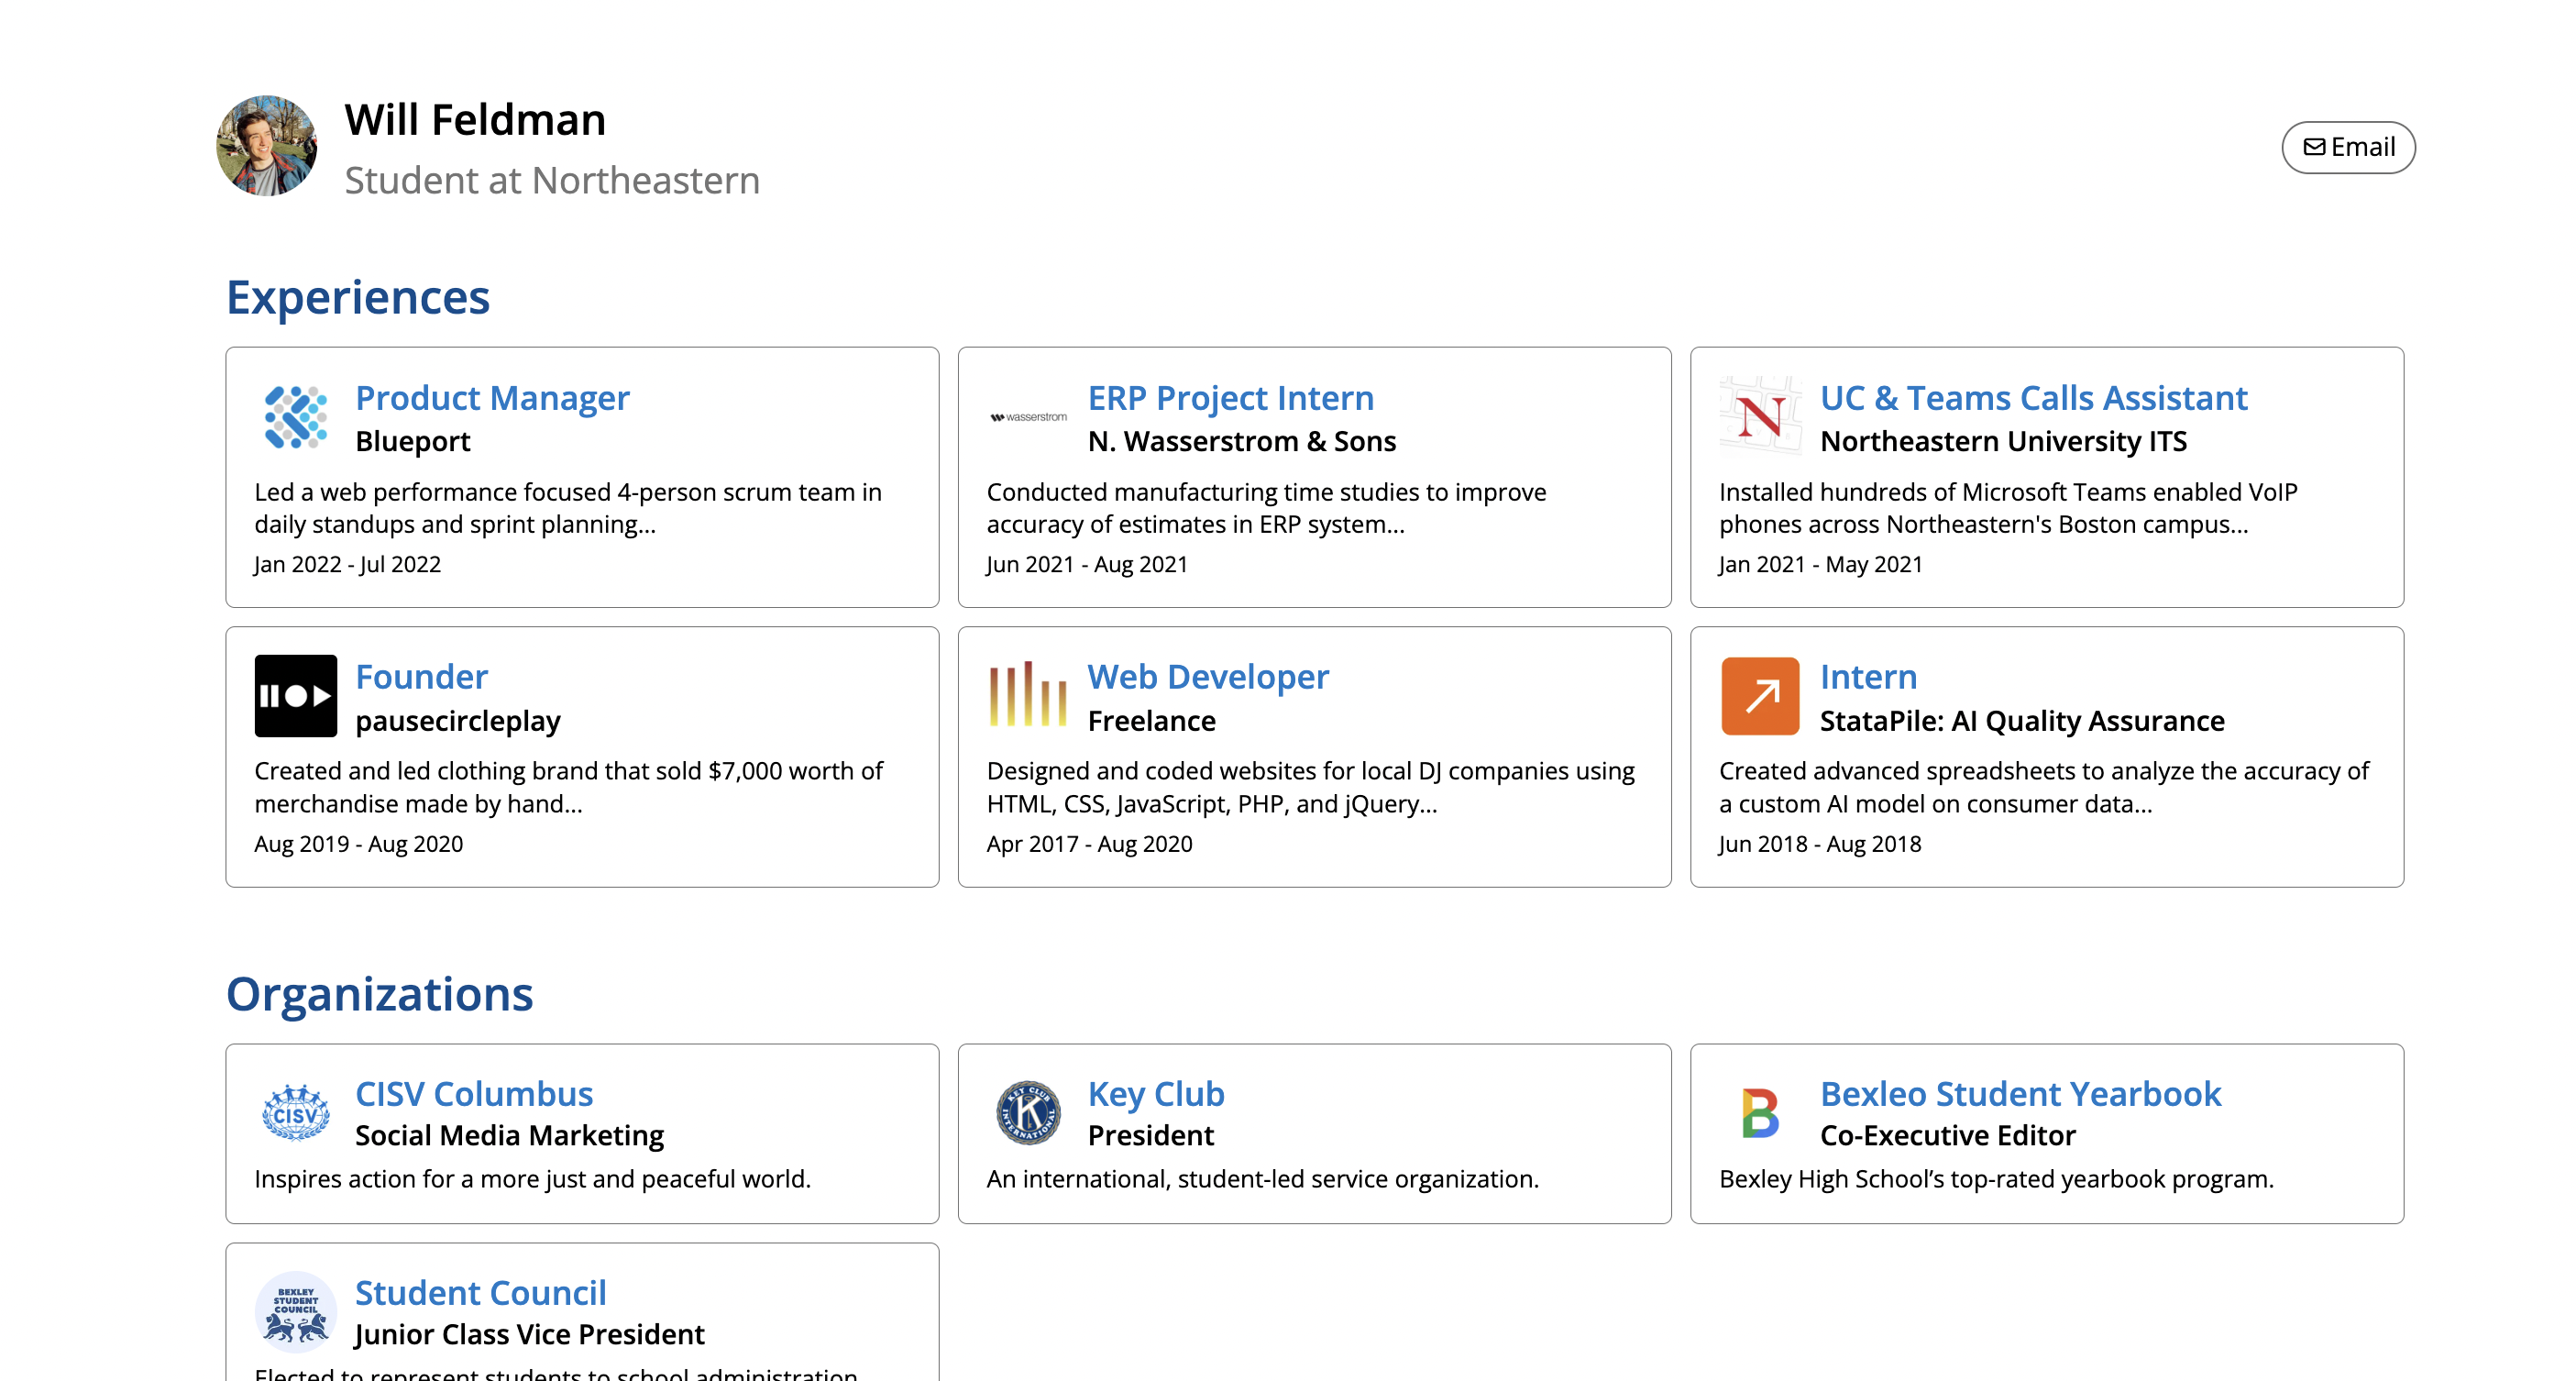 Will Feldman
Student at Northeastern
Email
Experiences
Product Manager
Blueport
Led a web performance focused 4-person scrum team in
daily standups and sprint planning...
Jan 2022 - Jul 2022
wasserstrom
ERP Project Intern
N. Wasserstrom & Sons
Conducted manufacturing time studies to improve
accuracy of estimates in ERP system...
Jun 2021 - Aug 2021
N
UC & Teams Calls Assistant
Northeastern University ITS
Installed hundreds of Microsoft Teams enabled VoIP
phones across Northeastern's Boston campus...
Jan 2021 - May 2021
Founder
pausecircleplay
Created and led clothing brand that sold $7,000 worth of
merchandise made by hand...
Aug 2019 - Aug 2020
Web Developer
Freelance
Designed and coded websites for local DJ companies using
HTML, CSS, JavaScript, PHP, and jQuery...
Apr 2017 - Aug 2020
Intern
StataPile: AI Quality Assurance
Created advanced spreadsheets to analyze the accuracy of
a custom AI model on consumer data...
Jun 2018 - Aug 2018
Organizations
CISV
CISV Columbus
Social Media Marketing
Inspires action for a more just and peaceful world.
KEY CLUB
K
INTERNATIONAL
Key Club
President
An international, student-led service organization.
B
Bexleo Student Yearbook
Co-Executive Editor
Bexley High School’s top-rated yearbook program.
BEXLEY
STUDENT
COUNCIL
Student Council
Junior Class Vice President
Elected to represent students to school administration